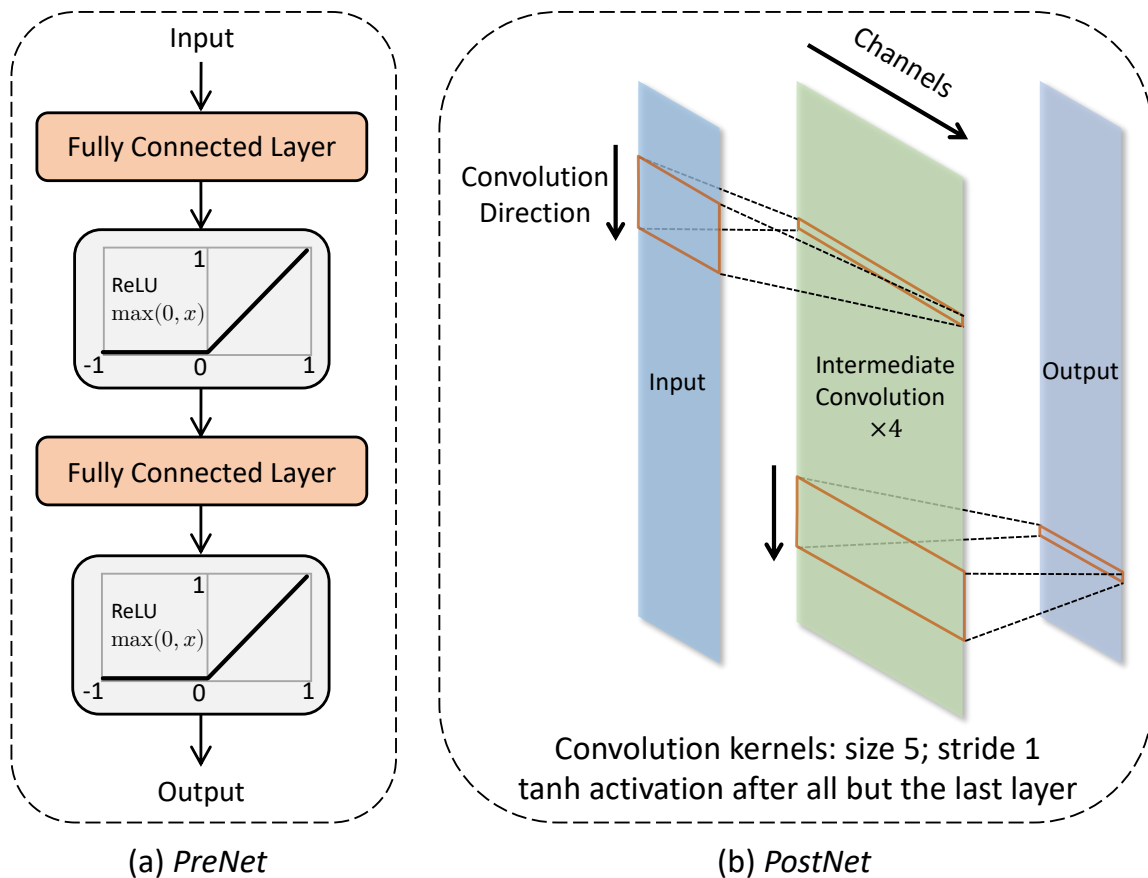 Input
Fully Connected Layer
1
ReLU
max(0, x)
-1 0 1
Fully Connected Layer
1
ReLU
max(0, x)
-1 0 1
Output
(a) PreNet
Channels
Convolution
Direction
Input
Intermediate
Convolution
×4
Output
Convolution kernels: size 5; stride 1
tanh activation after all but the last layer
(b) PostNet